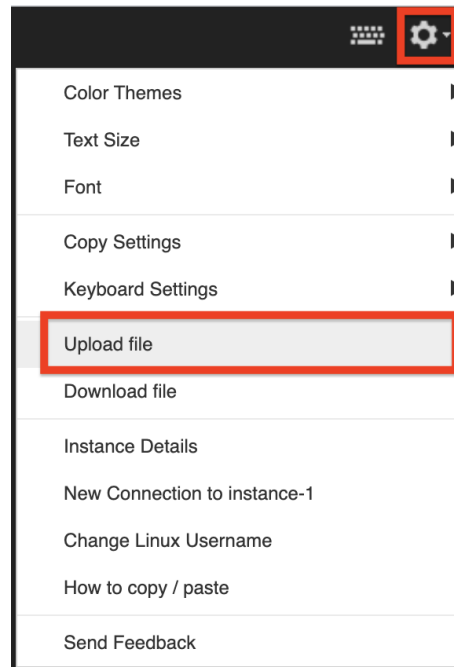 Color Themes
Text Size
Font
Copy Settings
Keyboard Settings
Upload file
Download file
Instance Details
New Connection to instance-1
Change Linux Username
How to copy / paste
Send Feedback